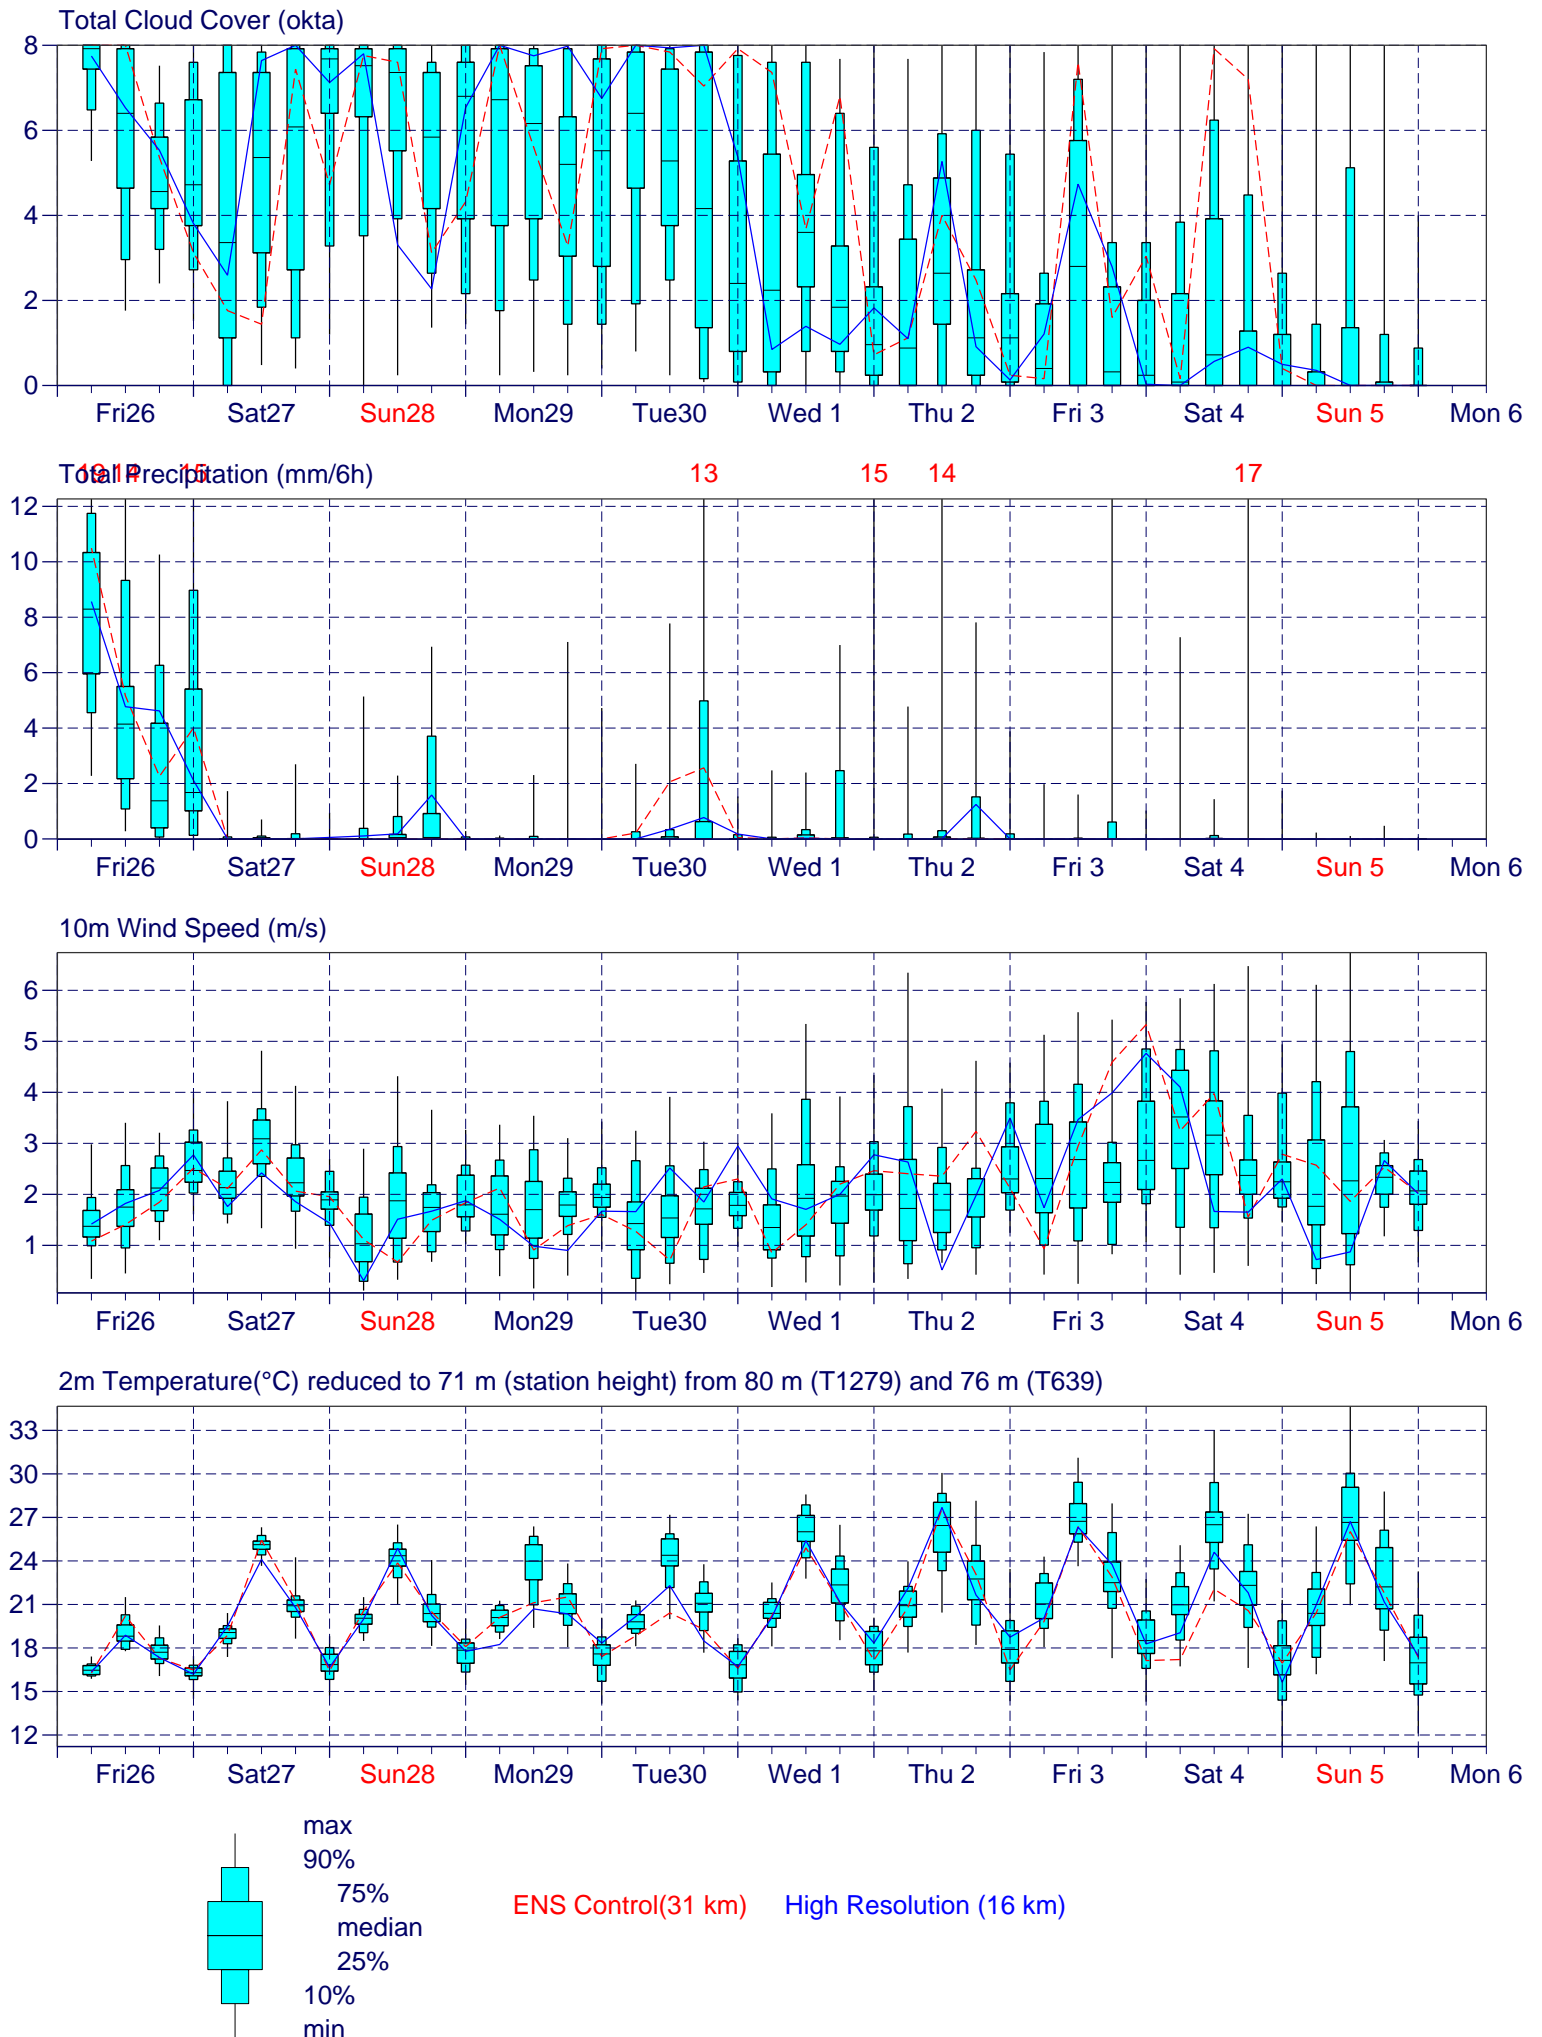 Total Cloud Cover (okta)
8
6
4
2
0
Fri26 Sat27 Sun28 Mon29 Tue30 Wed 1 Thu 2 Fri 3 Sat 4 Sun 5 Mon 6
Total Precipitation (mm/6h)
19 14 15 13 15 14 17
12
10
8
6
4
2
0
Fri26 Sat27 Sun28 Mon29 Tue30 Wed 1 Thu 2 Fri 3 Sat 4 Sun 5 Mon 6
10m Wind Speed (m/s)
6
5
4
3
2
1
Fri26 Sat27 Sun28 Mon29 Tue30 Wed 1 Thu 2 Fri 3 Sat 4 Sun 5 Mon 6
2m Temperature(°C) reduced to 71 m (station height) from 80 m (T1279) and 76 m (T639)
33
30
27
24
21
18
15
12
Fri26 Sat27 Sun28 Mon29 Tue30 Wed 1 Thu 2 Fri 3 Sat 4 Sun 5 Mon 6
max
90%
75%
median
25%
10%
min
ENS Control(31 km) High Resolution (16 km)